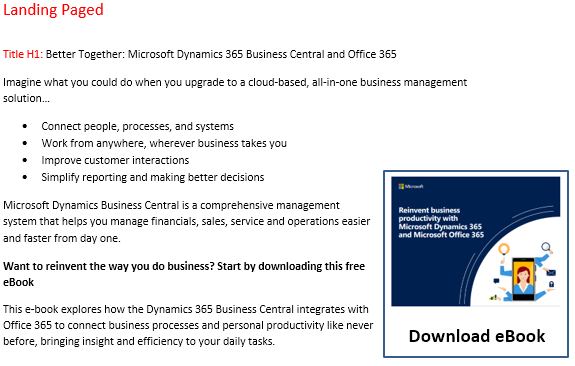 Landing Paged
Title H1: Better Together: Microsoft Dynamics 365 Business Central and Office 365
Imagine what you could do when you upgrade to a cloud-based, all-in-one business management
solution...
• Connect people, processes, and systems
• Work from anywhere, wherever business takes you
• Improve customer interactions
• Simplify reporting and making better decisions
Microsoft Dynamics Business Central is a comprehensive management
system that helps you manage financials, sales, service and operations easier
and faster from day one.
Want to reinvent the way you do business? Start by downloading this free
eBook
This e-book explores how the Dynamics 365 Business Central integrates with
Office 365 to connect business processes and personal productivity like never
before, bringing insight and efficiency to your daily tasks.
Microsoft
Reinvent business
productivity with
Microsoft Dynamics 365
and Microsoft Office 365
Download eBook